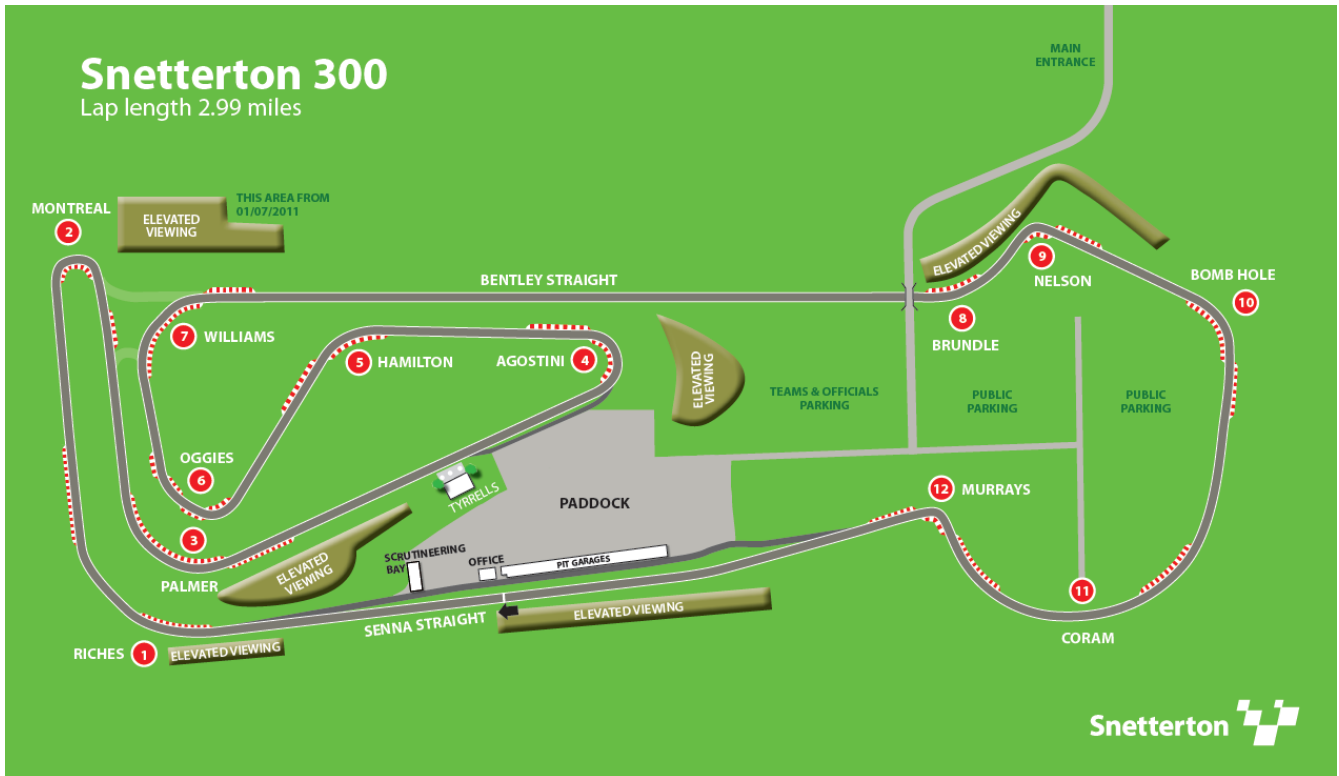 Snetterton 300
Lap length 2.99 miles
MAIN
ENTRANCE
THIS AREA FROM
01/07/2011
MONTREAL
2
ELEVATED
VIEWING
ELEVATED VIEWING
9
NELSON
BOMB HOLE
10
BENTLEY STRAIGHT
7
WILLIAMS
5
HAMILTON
AGOSTINI
4
8
BRUNDLE
ELEVATED
VIEWING
TEAMS & OFFICIALS
PARKING
PUBLIC
PARKING
PUBLIC
PARKING
OGGIES
6
TYRRELLS
PADDOCK
12
MURRAYS
3
PALMER
ELEVATED
VIEWING
SCRUTINEERING
BAY
OFFICE
PIT GARAGES
11
CORAM
SENNA STRAIGHT
ELEVATED VIEWING
RICHES
1
ELEVATED VIEWING
Snetterton